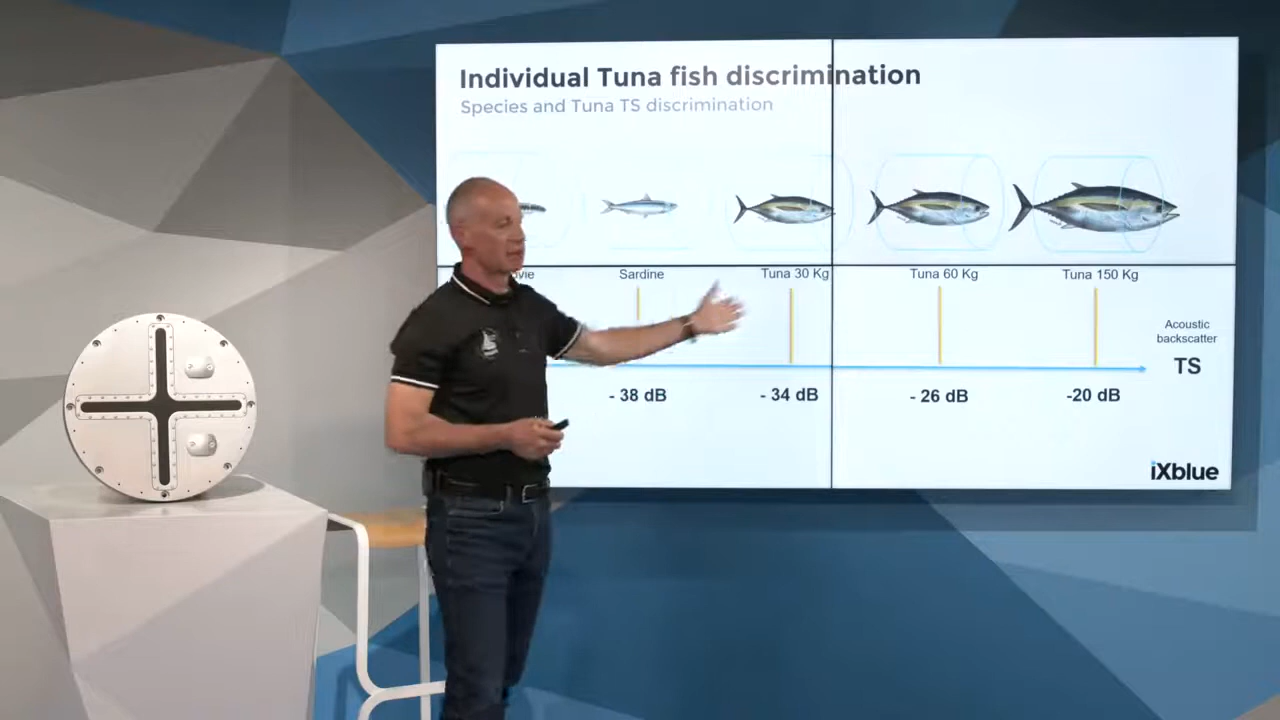 Individual Tuna fish discrimination
Species and Tuna TS discrimination
Sardine
Tuna 30 Kg
Tuna 60 Kg
Tuna 150 Kg
Acoustic
backscatter
TS
- 38 dB
- 34 dB
- 26 dB
-20 dB
iXblue